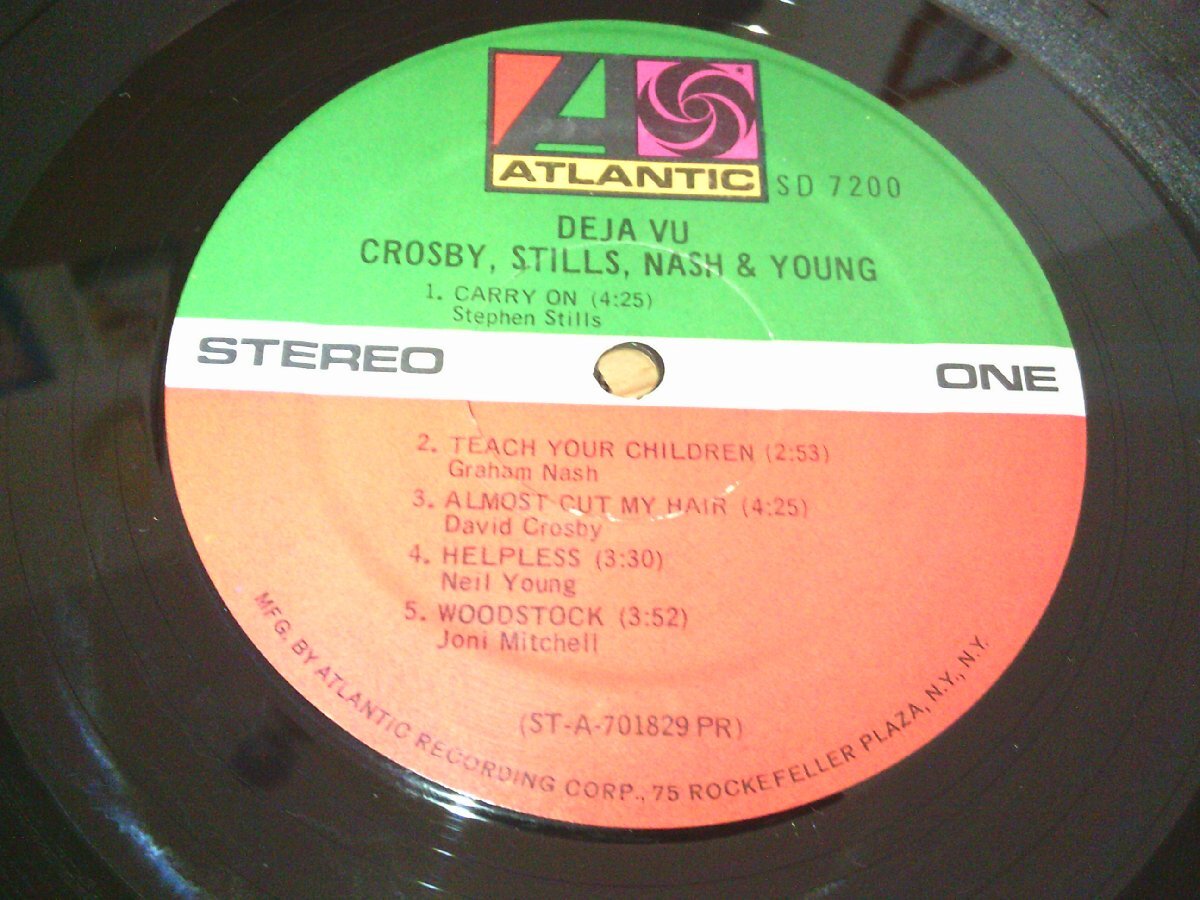 ATLANTIC
SD 7200
DEJA VU
CROSBY, STILLS, NASH & YOUNG
1. CARRY ON (4:25)
Stephen Stills
STEREO
ONE
2. TEACH YOUR CHILDREN (2:53)
Graham Nash
3. ALMOST CUT MY HAIR (4:25)
David Crosby
4. HELPLESS (3:30)
Neil Young
5. WOODSTOCK (3:52)
Joni Mitchell
(ST-A-701829 PR)
MFG. BY ATLANTIC RECORDING CORP., 75 ROCKEFELLER PLAZA, N.Y., N.Y.